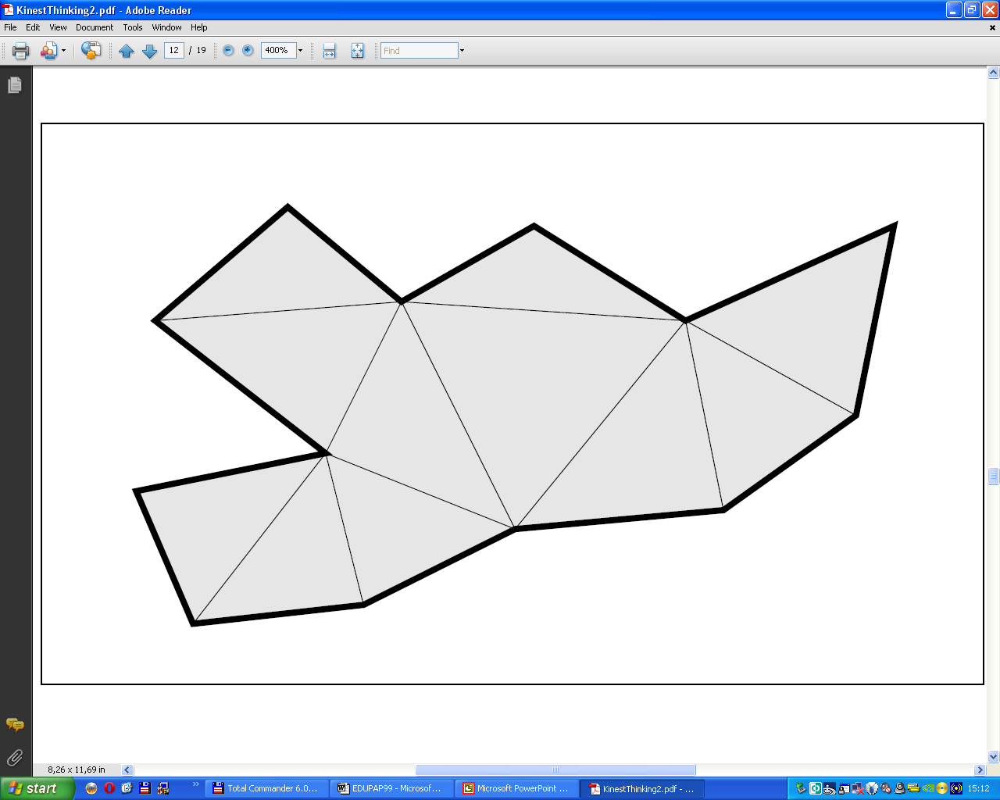 KinestThinking2.pdf - Adobe Reader
File Edit View Document Tools Window Help
12 / 19 400% Find
8,26 x 11,69 in
start Total Commander 6.0... EDUPAP99 - Microsof... Microsoft PowerPoint ... KinestThinking2.pdf - ... 15:12